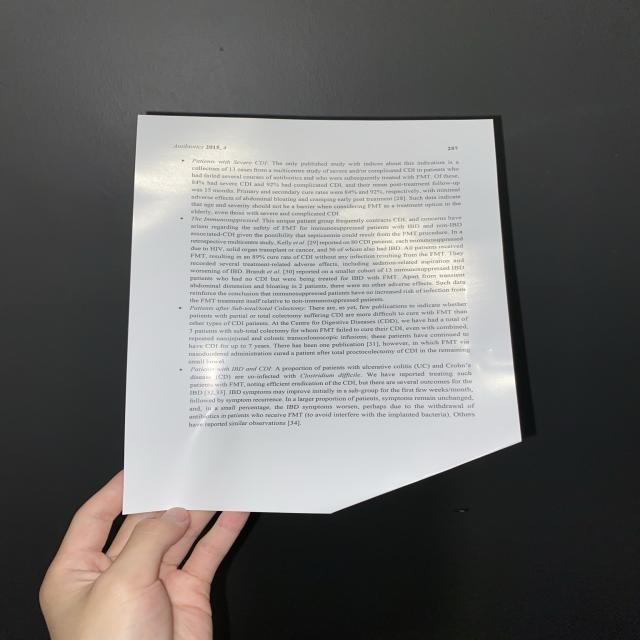 Antibiotics 2015, 4 287
• Patients with Severe CDI: The only published study with indices about this indication is a
collection of 13 cases from a multicentre study of severe and/or complicated CDI in patients who
had failed several courses of antibiotics and who were subsequently treated with FMT. Of these,
84% had severe CDI and 92% had complicated CDI, and their mean post-treatment follow-up
was 15 months. Primary and secondary cure rates were 84% and 92%, respectively, with minimal
adverse effects of abdominal bloating and cramping early post treatment [28]. Such data indicate
that age and severity should not be a barrier when considering FMT as a treatment option in the
elderly, even those with severe and complicated CDI.
• The Immunosuppressed: This unique patient group frequently contracts CDI, and concerns have
arisen regarding the safety of FMT for immunosuppressed patients with IBD and non-IBD
associated-CDI given the possibility that septicaemia could result from the FMT procedure. In a
retrospective multicentre study, Kelly et al. [29] reported on 80 CDI patients, each immunosuppressed
due to HIV, solid organ transplant or cancer, and 36 of whom also had IBD. All patients received
FMT, resulting in an 89% cure rate of CDI without any infection resulting from the FMT. They
recorded several treatment-related adverse effects, including sedation-related aspiration and
worsening of IBD. Brandt et al. [30] reported on a smaller cohort of 13 immunosuppressed IBD
patients who had no CDI but were being treated for IBD with FMT. Apart from transient
abdominal distension and bloating in 2 patients, there were no other adverse effects. Such data
reinforce the conclusion that immunosuppressed patients have no increased risk of infection from
the FMT treatment itself relative to non-immunosuppressed patients.
• Patients after Sub-total/total Colectomy: There are, as yet, few publications to indicate whether
patients with partial or total colectomy suffering CDI are more difficult to cure with FMT than
other types of CDI patients. At the Centre for Digestive Diseases (CDD), we have had a total of
3 patients with sub-total colectomy for whom FMT failed to cure their CDI, even with combined,
repeated nasojejunal and colonic transcolonoscopic infusions; these patients have continued to
have CDI for up to 7 years. There has been one publication [31], however, in which FMT via
nasoduodenal administration cured a patient after total proctocolectomy of CDI in the remaining
small bowel.
• Patients with IBD and CDI: A proportion of patients with ulcerative colitis (UC) and Crohn's
disease (CD) are co-infected with Clostridium difficile. We have reported treating such
patients with FMT, noting efficient eradication of the CDI, but there are several outcomes for the
IBD [32,33]. IBD symptoms may improve initially in a sub-group for the first few weeks/month,
followed by symptom recurrence. In a larger proportion of patients, symptoms remain unchanged,
and, in a small percentage, the IBD symptoms worsen, perhaps due to the withdrawal of
antibiotics in patients who receive FMT (to avoid interfere with the implanted bacteria). Others
have reported similar observations [34].